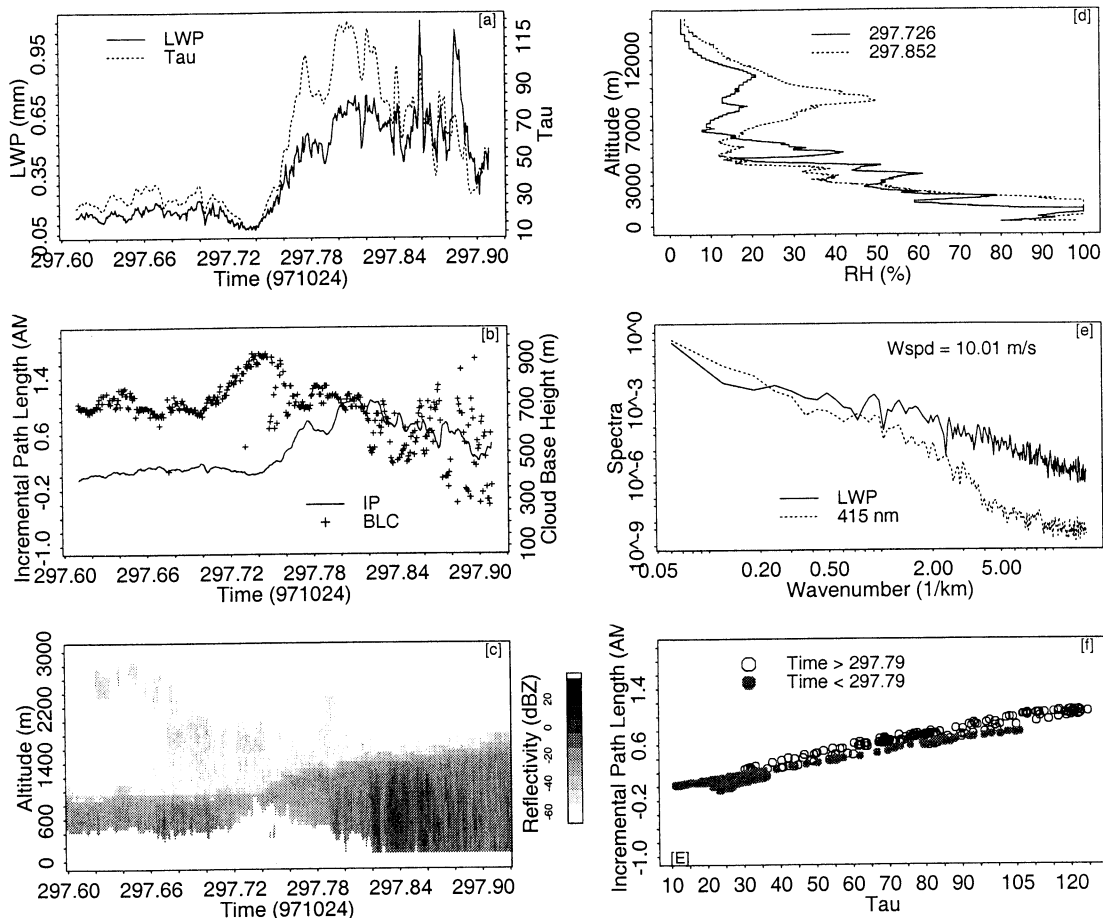 [a]
LWP
Tau
LWP (mm)
0.05 0.35 0.65 0.95
Tau
10 30 50 70 90 115
297.60 297.66 297.72 297.78 297.84 297.90
Time (971024)
[b]
Incremental Path Length (AM
-1.0 -0.2 0.6 1.4
IP
BLC
Cloud Base Height (m)
100 300 500 700 900
297.60 297.66 297.72 297.78 297.84 297.90
Time (971024)
[c]
Altitude (m)
0 600 1400 2200 3000
Reflectivity (dBZ)
-60 -40 -20 0 20
297.60 297.66 297.72 297.78 297.84 297.90
Time (971024)
[d]
297.726
297.852
Altitude (m)
0 3000 7000 12000
0 10 20 30 40 50 60 70 80 90 100
RH (%)
[e]
Wspd = 10.01 m/s
Spectra
10^-9 10^-6 10^-3 10^0
LWP
415 nm
0.05 0.20 0.50 2.00 5.00
Wavenumber (1/km)
[f]
Time > 297.79
Time < 297.79
Incremental Path Length (AM
-1.0 -0.2 0.6 1.4
[E]
10 20 30 40 50 60 70 80 90 105 120
Tau